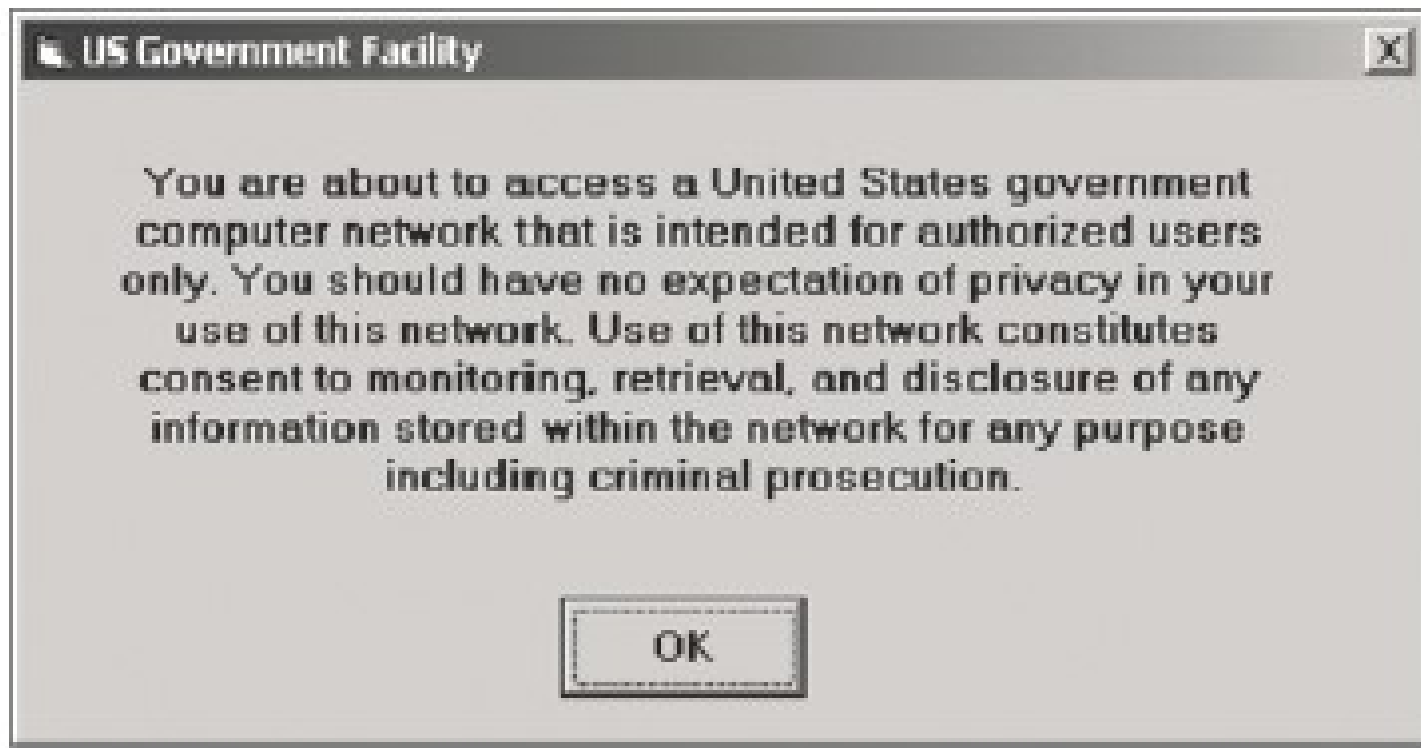 US Government Facility
X
You are about to access a United States government
computer network that is intended for authorized users
only. You should have no expectation of privacy in your
use of this network. Use of this network constitutes
consent to monitoring, retrieval, and disclosure of any
information stored within the network for any purpose
including criminal prosecution.
OK